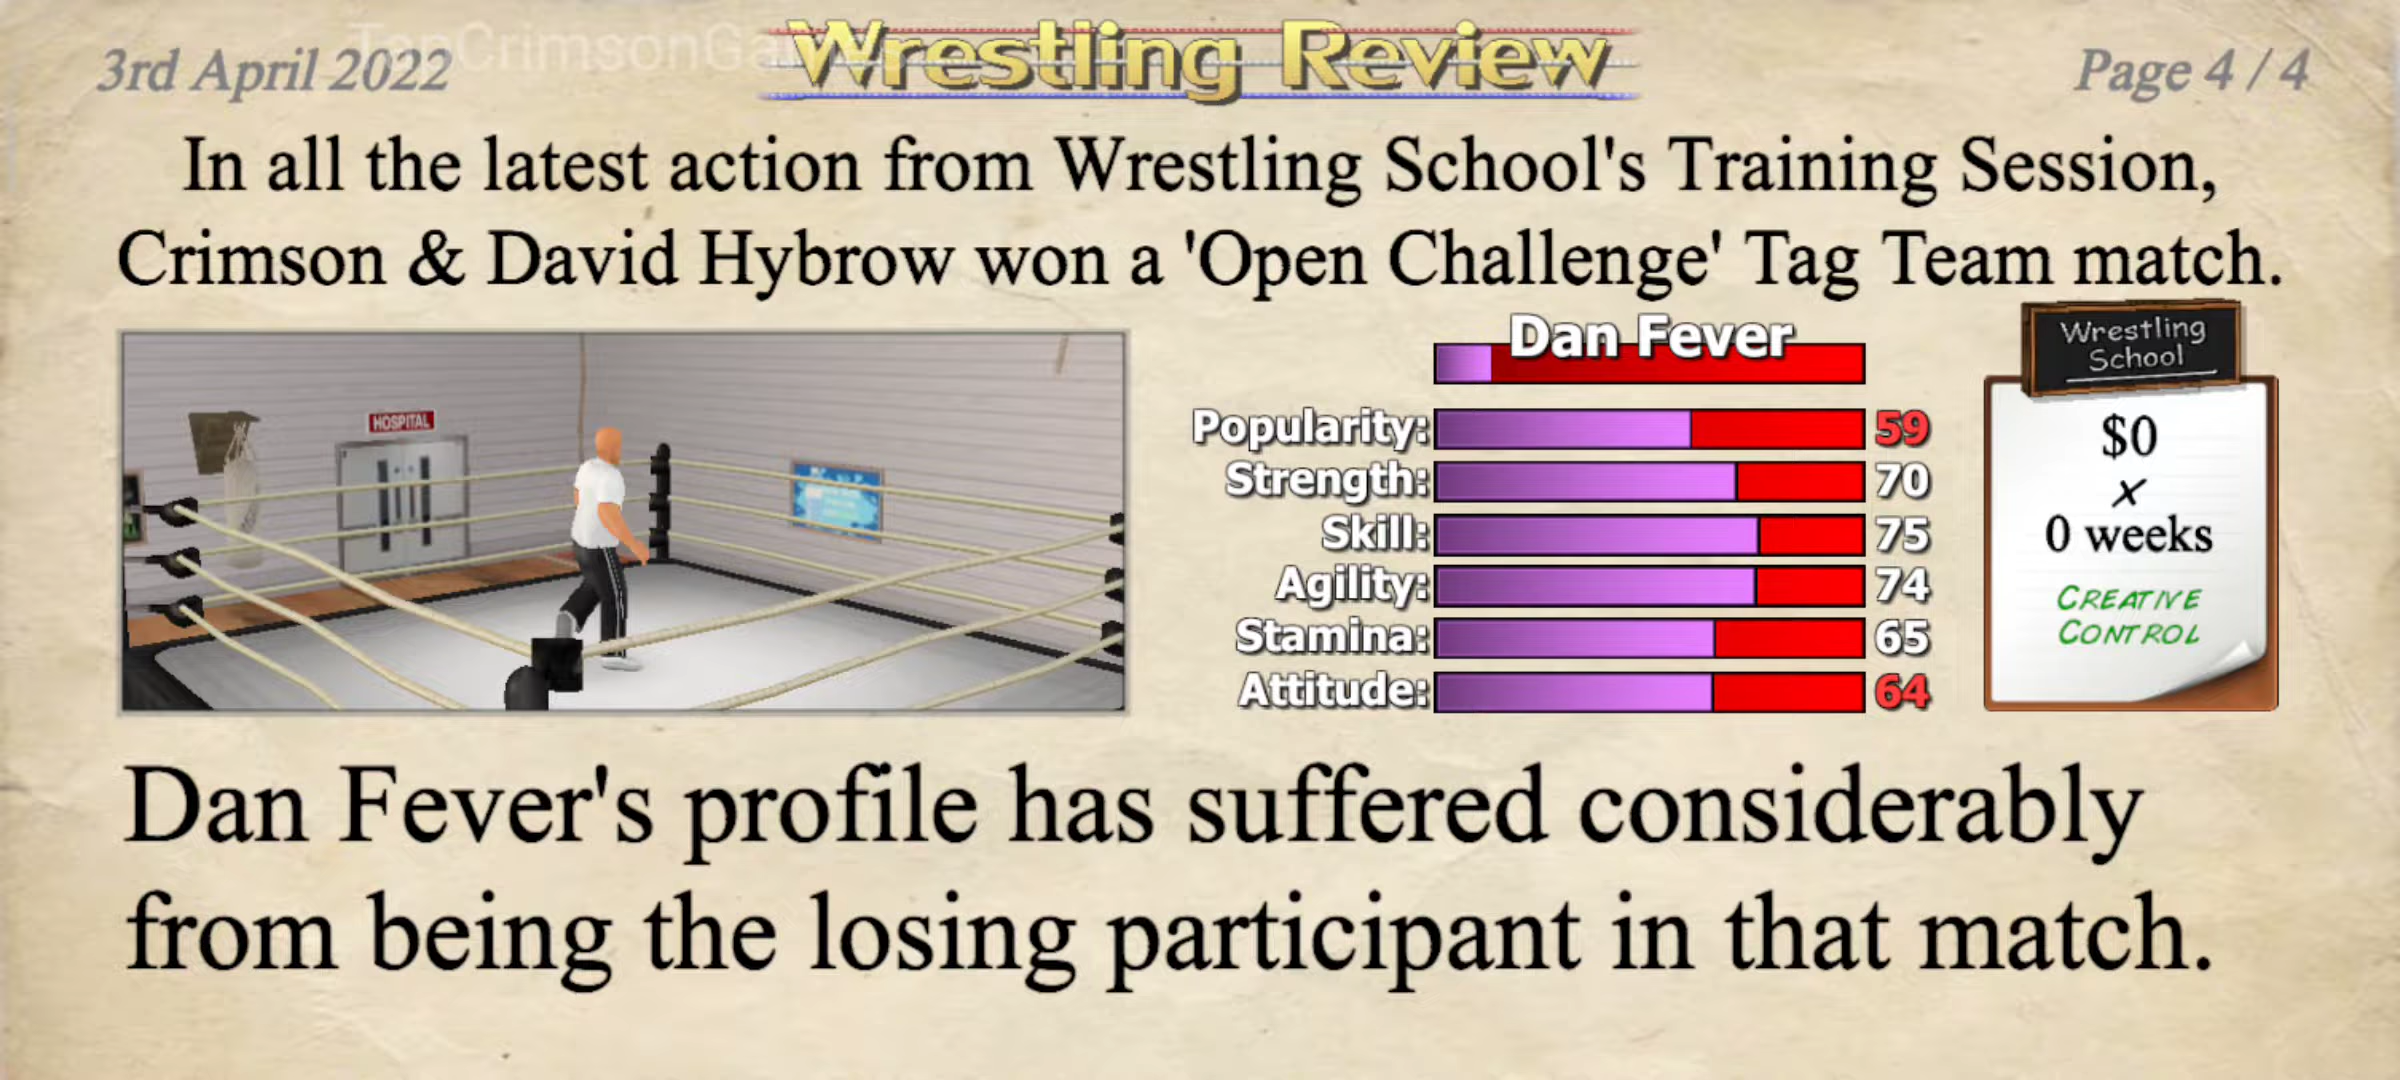 TopCrimsonGa
3rd April 2022
Wrestling Review
Page 4 / 4
In all the latest action from Wrestling School's Training Session,
Crimson & David Hybrow won a 'Open Challenge' Tag Team match.
HOSPITAL
Dan Fever
Popularity: 59
Strength: 70
Skill: 75
Agility: 74
Stamina: 65
Attitude: 64
Wrestling
School
$0
x
0 weeks
CREATIVE
CONTROL
Dan Fever's profile has suffered considerably
from being the losing participant in that match.